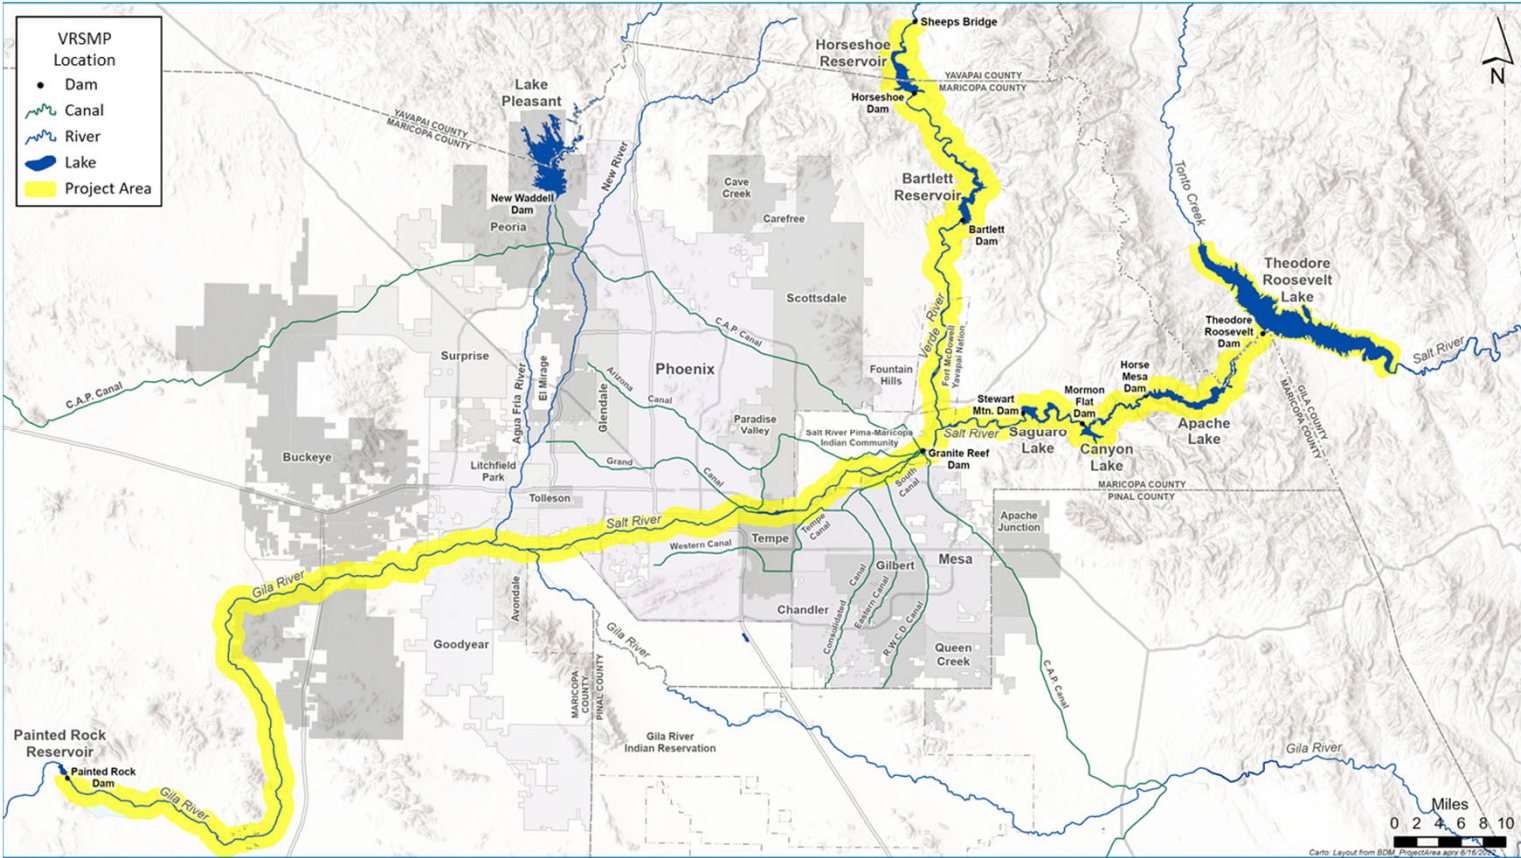 VRSMP
Location
Dam
Canal
River
Lake
Project Area
Sheeps Bridge
Horseshoe
Reservoir
YAVAPAI COUNTY
MARICOPA COUNTY
Horseshoe
Dam
N
Lake
Pleasant
YAVAPAI COUNTY
MARICOPA COUNTY
New River
New Waddell
Dam
Peoria
Cave
Creek
Carefree
Bartlett
Reservoir
Bartlett
Dam
Tonto Creek
Theodore
Roosevelt
Lake
Theodore
Roosevelt
Dam
Salt River
Scottsdale
C.A.P. Canal
Verde River
Fort McDowell
Yavapai Nation
Surprise
El Mirage
Agua Fria River
Glendale
Arizona
Canal
Phoenix
Fountain
Hills
C.A.P. Canal
Horse
Mesa
Dam
Mormon
Flat
Dam
Stewart
Mtn. Dam
GILA COUNTY
MARICOPA COUNTY
Paradise
Valley
Salt River Pima-Maricopa
Indian Community
Salt River
Saguaro
Lake
Canyon
Lake
Apache
Lake
Granite Reef
Dam
Buckeye
Litchfield
Park
Grand
Canal
South
Canal
MARICOPA COUNTY
PINAL COUNTY
Tolleson
Salt River
Tempe
Tempe
Canal
Apache
Junction
Western Canal
Mesa
Gilbert
Gila River
Avondale
Chandler
Consolidated
Canal
Eastern Canal
R.W.C.D. Canal
Goodyear
Gila River
Queen
Creek
MARICOPA
COUNTY
PINAL COUNTY
C.A.P. Canal
Painted Rock
Reservoir
Gila River
Indian Reservation
Gila River
Painted Rock
Dam
Gila River
Miles
0 2 4 6 8 10